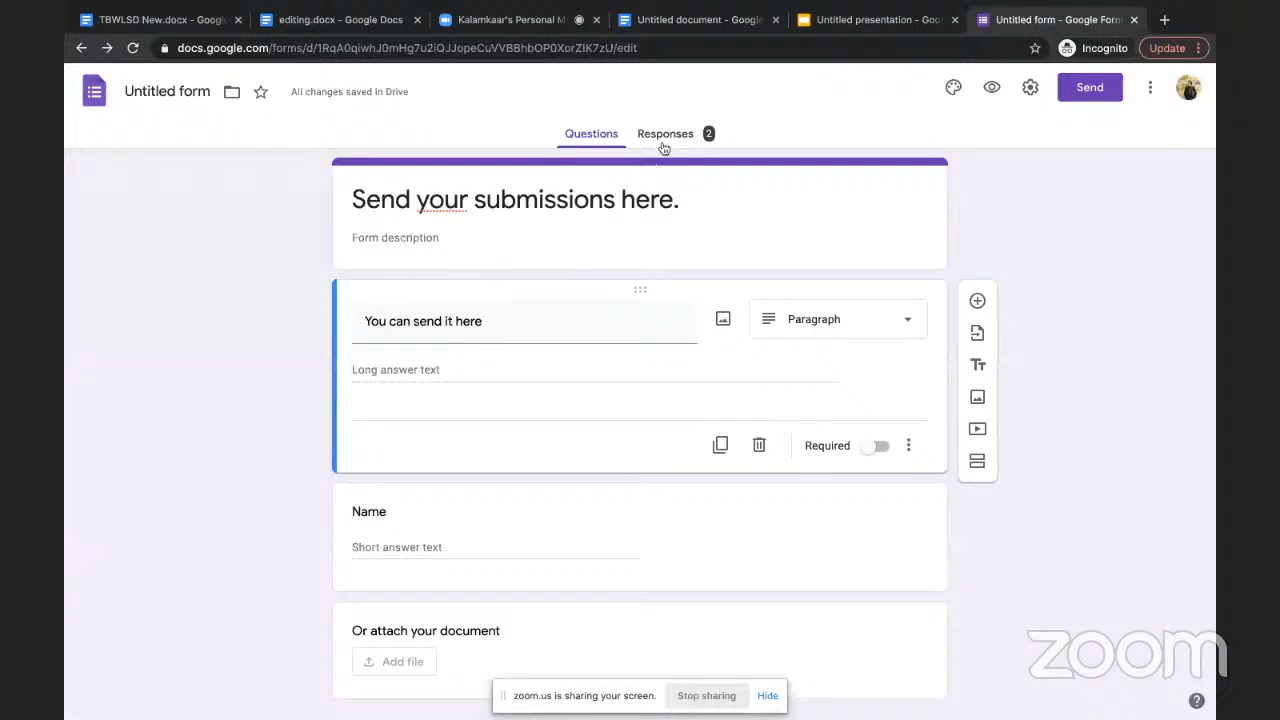 TBWLSD New.docx - Google
editing.docx - Google Docs
Kalamkaar's Personal M
Untitled document - Google
Untitled presentation - Goo
Untitled form - Google Form
docs.google.com/forms/d/1RqA0qiwhJ0mHg7u2iQJJopeCuVVBBhbOP0XorZlK7zU/edit
Incognito
Update
Untitled form
All changes saved in Drive
Send
Questions
Responses 2
Send your submissions here.
Form description
You can send it here
Paragraph
Long answer text
Required
Name
Short answer text
Or attach your document
Add file
zoom
zoom.us is sharing your screen.
Stop sharing
Hide